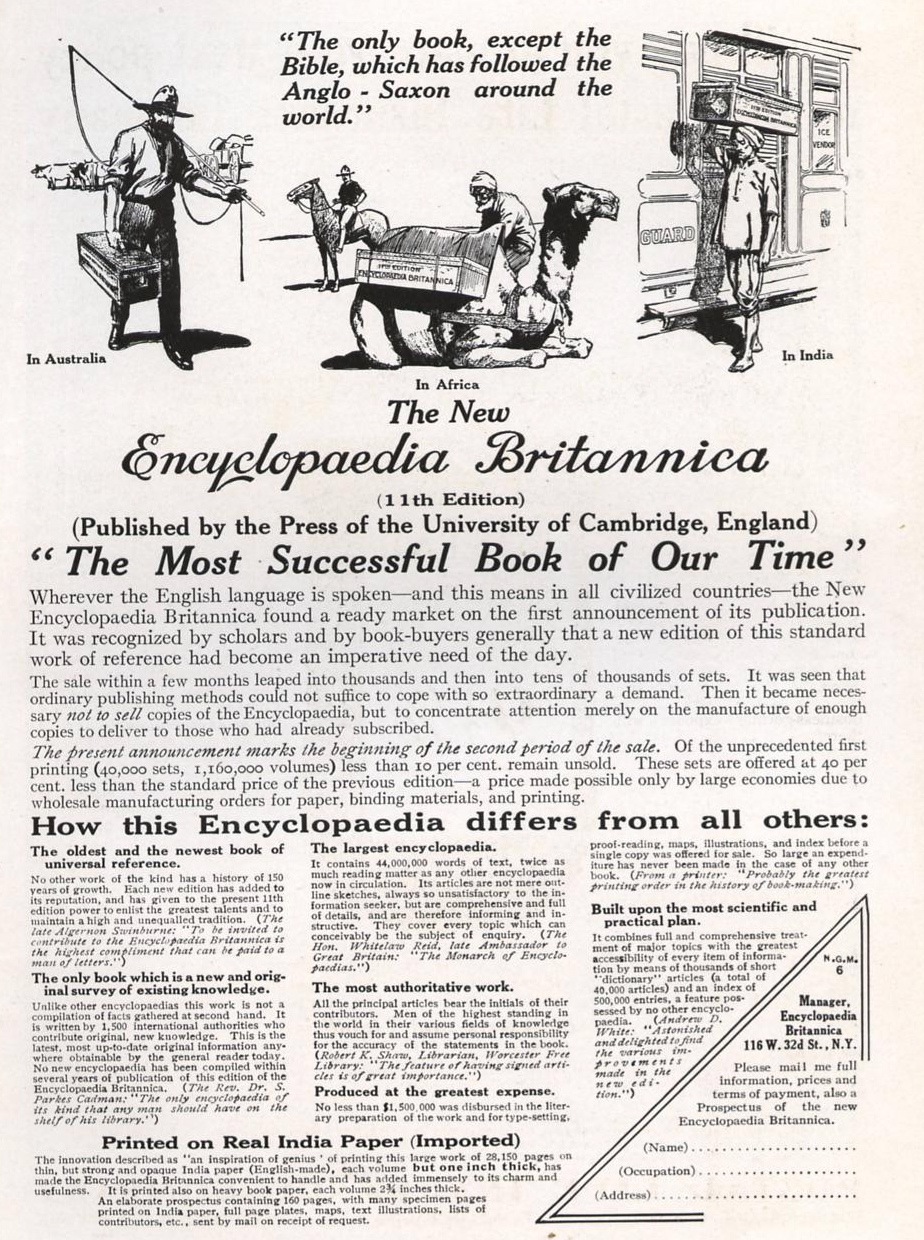 "The only book, except the
Bible, which has followed the
Anglo - Saxon around the
world."
11TH EDITION
ENCYCLOPAEDIA BRITANNICA
ICE
VENDOR
GUARD
11TH EDITION
ENCYCLOPAEDIA BRITANNICA
In Australia
In Africa
In India
The New
Encyclopaedia Britannica
(11th Edition)
(Published by the Press of the University of Cambridge, England)
"The Most Successful Book of Our Time"
Wherever the English language is spoken—and this means in all civilized countries—the New
Encyclopaedia Britannica found a ready market on the first announcement of its publication.
It was recognized by scholars and by book-buyers generally that a new edition of this standard
work of reference had become an imperative need of the day.
The sale within a few months leaped into thousands and then into tens of thousands of sets. It was seen that
ordinary publishing methods could not suffice to cope with so extraordinary a demand. Then it became neces-
sary not to sell copies of the Encyclopaedia, but to concentrate attention merely on the manufacture of enough
copies to deliver to those who had already subscribed.
The present announcement marks the beginning of the second period of the sale. Of the unprecedented first
printing (40,000 sets, 1,160,000 volumes) less than 10 per cent. remain unsold. These sets are offered at 40 per
cent. less than the standard price of the previous edition—a price made possible only by large economies due to
wholesale manufacturing orders for paper, binding materials, and printing.
How this Encyclopaedia differs from all others:
The oldest and the newest book of
universal reference.
No other work of the kind has a history of 150
years of growth. Each new edition has added to
its reputation, and has given to the present 11th
edition power to enlist the greatest talents and to
maintain a high and unequalled tradition. (The
late Algernon Swinburne: "To be invited to
contribute to the Encyclopædia Britannica is
the highest compliment that can be paid to a
man of letters.")
The only book which is a new and orig-
inal survey of existing knowledge.
Unlike other encyclopaedias this work is not a
compilation of facts gathered at second hand. It
is written by 1,500 international authorities who
contribute original, new knowledge. This is the
latest, most up-to-date original information any-
where obtainable by the general reader today.
No new encyclopaedia has been compiled within
several years of publication of this edition of the
Encyclopaedia Britannica. (The Rev. Dr. S.
Parkes Cadman: "The only encyclopaedia of
its kind that any man should have on the
shelf of his library.")
The largest encyclopaedia.
It contains 44,000,000 words of text, twice as
much reading matter as any other encyclopaedia
now in circulation. Its articles are not mere out-
line sketches, always so unsatisfactory to the in-
formation seeker, but are comprehensive and full
of details, and are therefore informing and in-
structive. They cover every topic which can
conceivably be the subject of enquiry. (The
Hon. Whitelaw Reid, late Ambassador to
Great Britain: "The Monarch of Encyclo-
paedias.")
The most authoritative work.
All the principal articles bear the initials of their
contributors. Men of the highest standing in
the world in their various fields of knowledge
thus vouch for and assume personal responsibility
for the accuracy of the statements in the book.
(Robert K. Shaw, Librarian, Worcester Free
Library: "The feature of having signed arti-
cles is of great importance.")
Produced at the greatest expense.
No less than $1,500,000 was disbursed in the liter-
ary preparation of the work and for type-setting,
proof-reading, maps, illustrations, and index before a
single copy was offered for sale. So large an expend-
iture has never been made in the case of any other
book. (From a printer: "Probably the greatest
printing order in the history of book-making.")
Built upon the most scientific and
practical plan.
It combines full and comprehensive treat-
ment of major topics with the greatest
accessibility of every item of informa-
tion by means of thousands of short
"dictionary" articles (a total of
40,000 articles) and an index of
500,000 entries, a feature pos-
sessed by no other encyclo-
paedia. (Andrew D.
White: "Astonished
and delighted to find
the various im-
provements
made in the
new edi-
tion.")
Printed on Real India Paper (Imported)
The innovation described as "an inspiration of genius' of printing this large work of 28,150 pages on
thin, but strong and opaque India paper (English-made), each volume but one inch thick, has
made the Encyclopaedia Britannica convenient to handle and has added immensely to its charm and
usefulness. It is printed also on heavy book paper, each volume 2¾ inches thick.
An elaborate prospectus containing 160 pages, with many specimen pages
printed on India paper, full page plates, maps, text illustrations, lists of
contributors, etc., sent by mail on receipt of request.
N.G.M.
6
Manager,
Encyclopaedia
Britannica
116 W. 32d St., N.Y.
Please mail me full
information, prices and
terms of payment, also a
Prospectus of the new
Encyclopaedia Britannica.
(Name)
(Occupation)
(Address)